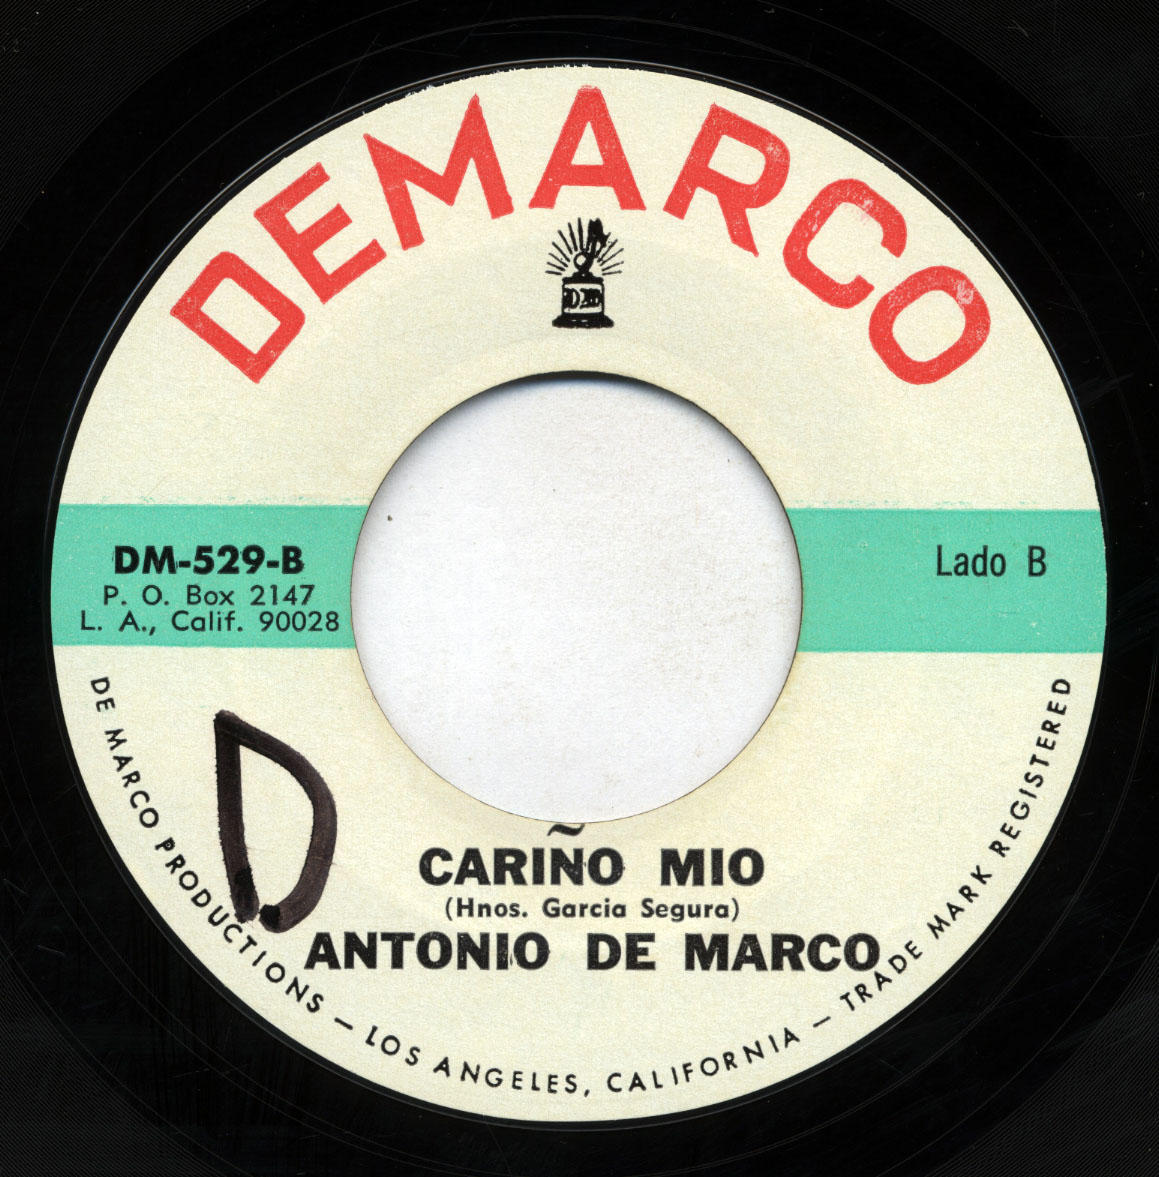 DEMARCO
DM
DM-529-B
P. O. Box 2147
L. A., Calif. 90028
Lado B
D
CARIÑO MIO
(Hnos. Garcia Segura)
ANTONIO DE MARCO
DE MARCO PRODUCTIONS — LOS ANGELES, CALIFORNIA — TRADE MARK REGISTERED